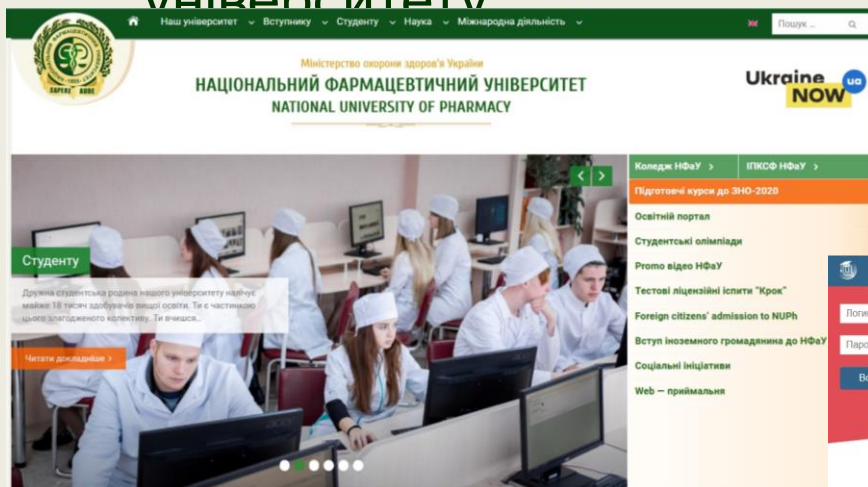 університету
Наш університет
Вступнику
Студенту
Наука
Міжнародна діяльність
Пошук ...
SAPERE AUDE
Міністерство охорони здоров'я України
НАЦІОНАЛЬНИЙ ФАРМАЦЕВТИЧНИЙ УНІВЕРСИТЕТ
NATIONAL UNIVERSITY OF PHARMACY
Ukraine
NOW
ua
Коледж НФаУ >
ІПКСФ НФаУ >
Підготовчі курси до ЗНО-2020
Освітній портал
Студентські олімпіади
Promo відео НФаУ
Тестові ліцензійні іспити "Крок"
Foreign citizens' admission to NUPh
Вступ іноземного громадянина до НФаУ
Соціальні ініціативи
Web — приймальня
Студенту
Дружна студентська родина нашого університету налічує
майже 18 тисяч здобувачів вищої освіти. Ти є частинкою
цього злагодженого колективу. Ти вчишся...
Читати докладніше >